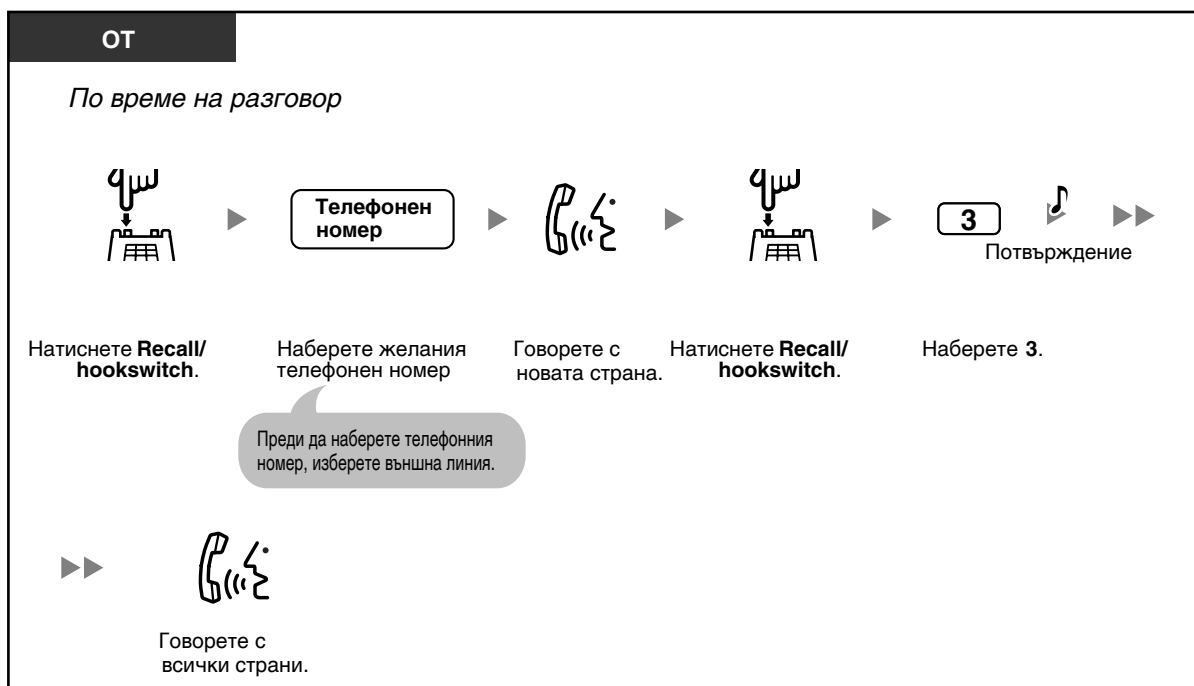 ОТ
По време на разговор
Телефонен
номер
3
Потвърждение
Натиснете Recall/
hookswitch.
Наберете желания
телефонен номер
Говорете с
новата страна.
Натиснете Recall/
hookswitch.
Наберете 3.
Преди да наберете телефонния
номер, изберете външна линия.
Говорете с
всички страни.